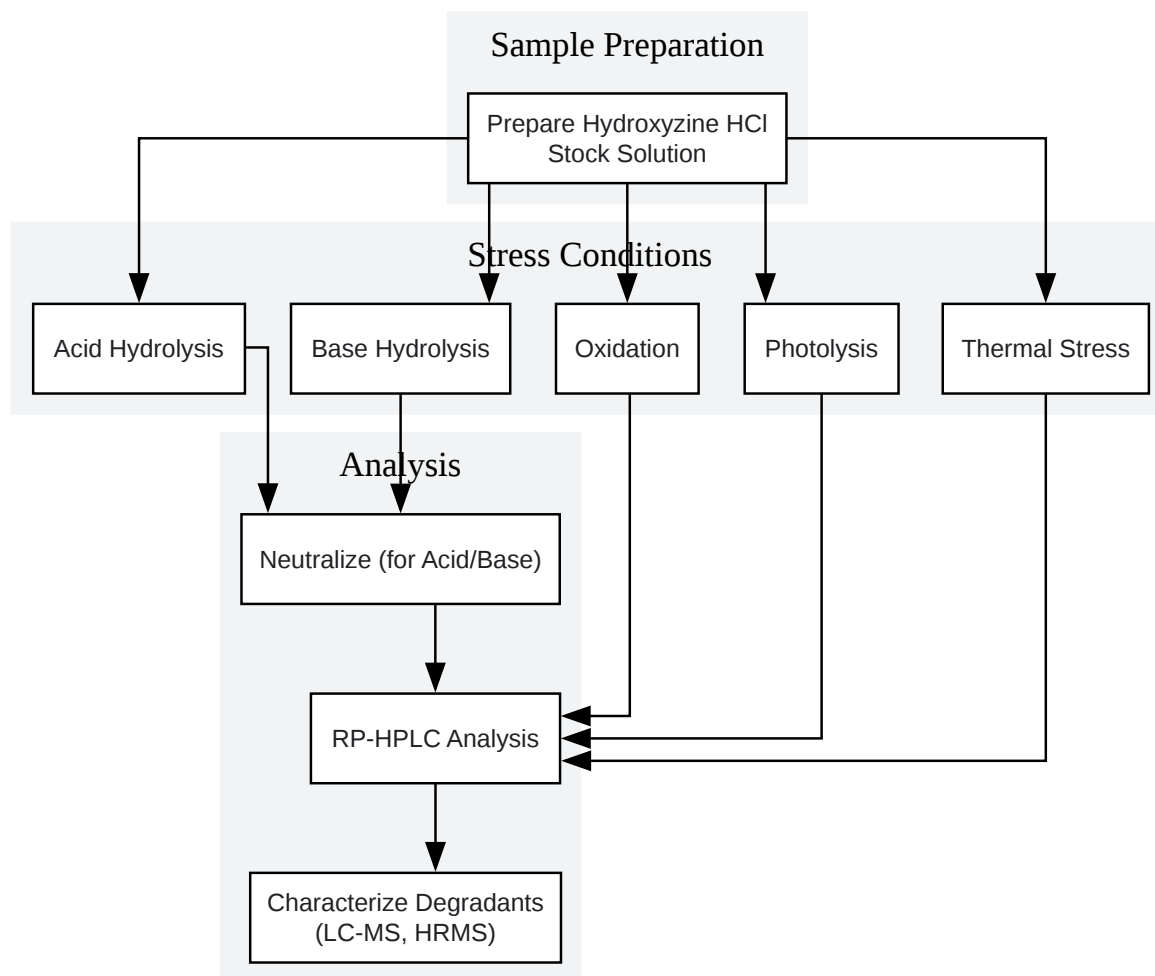 Sample Preparation
Prepare Hydroxyzine HCl
Stock Solution
Stress Conditions
Acid Hydrolysis
Base Hydrolysis
Oxidation
Photolysis
Thermal Stress
Analysis
Neutralize (for Acid/Base)
RP-HPLC Analysis
Characterize Degradants
(LC-MS, HRMS)